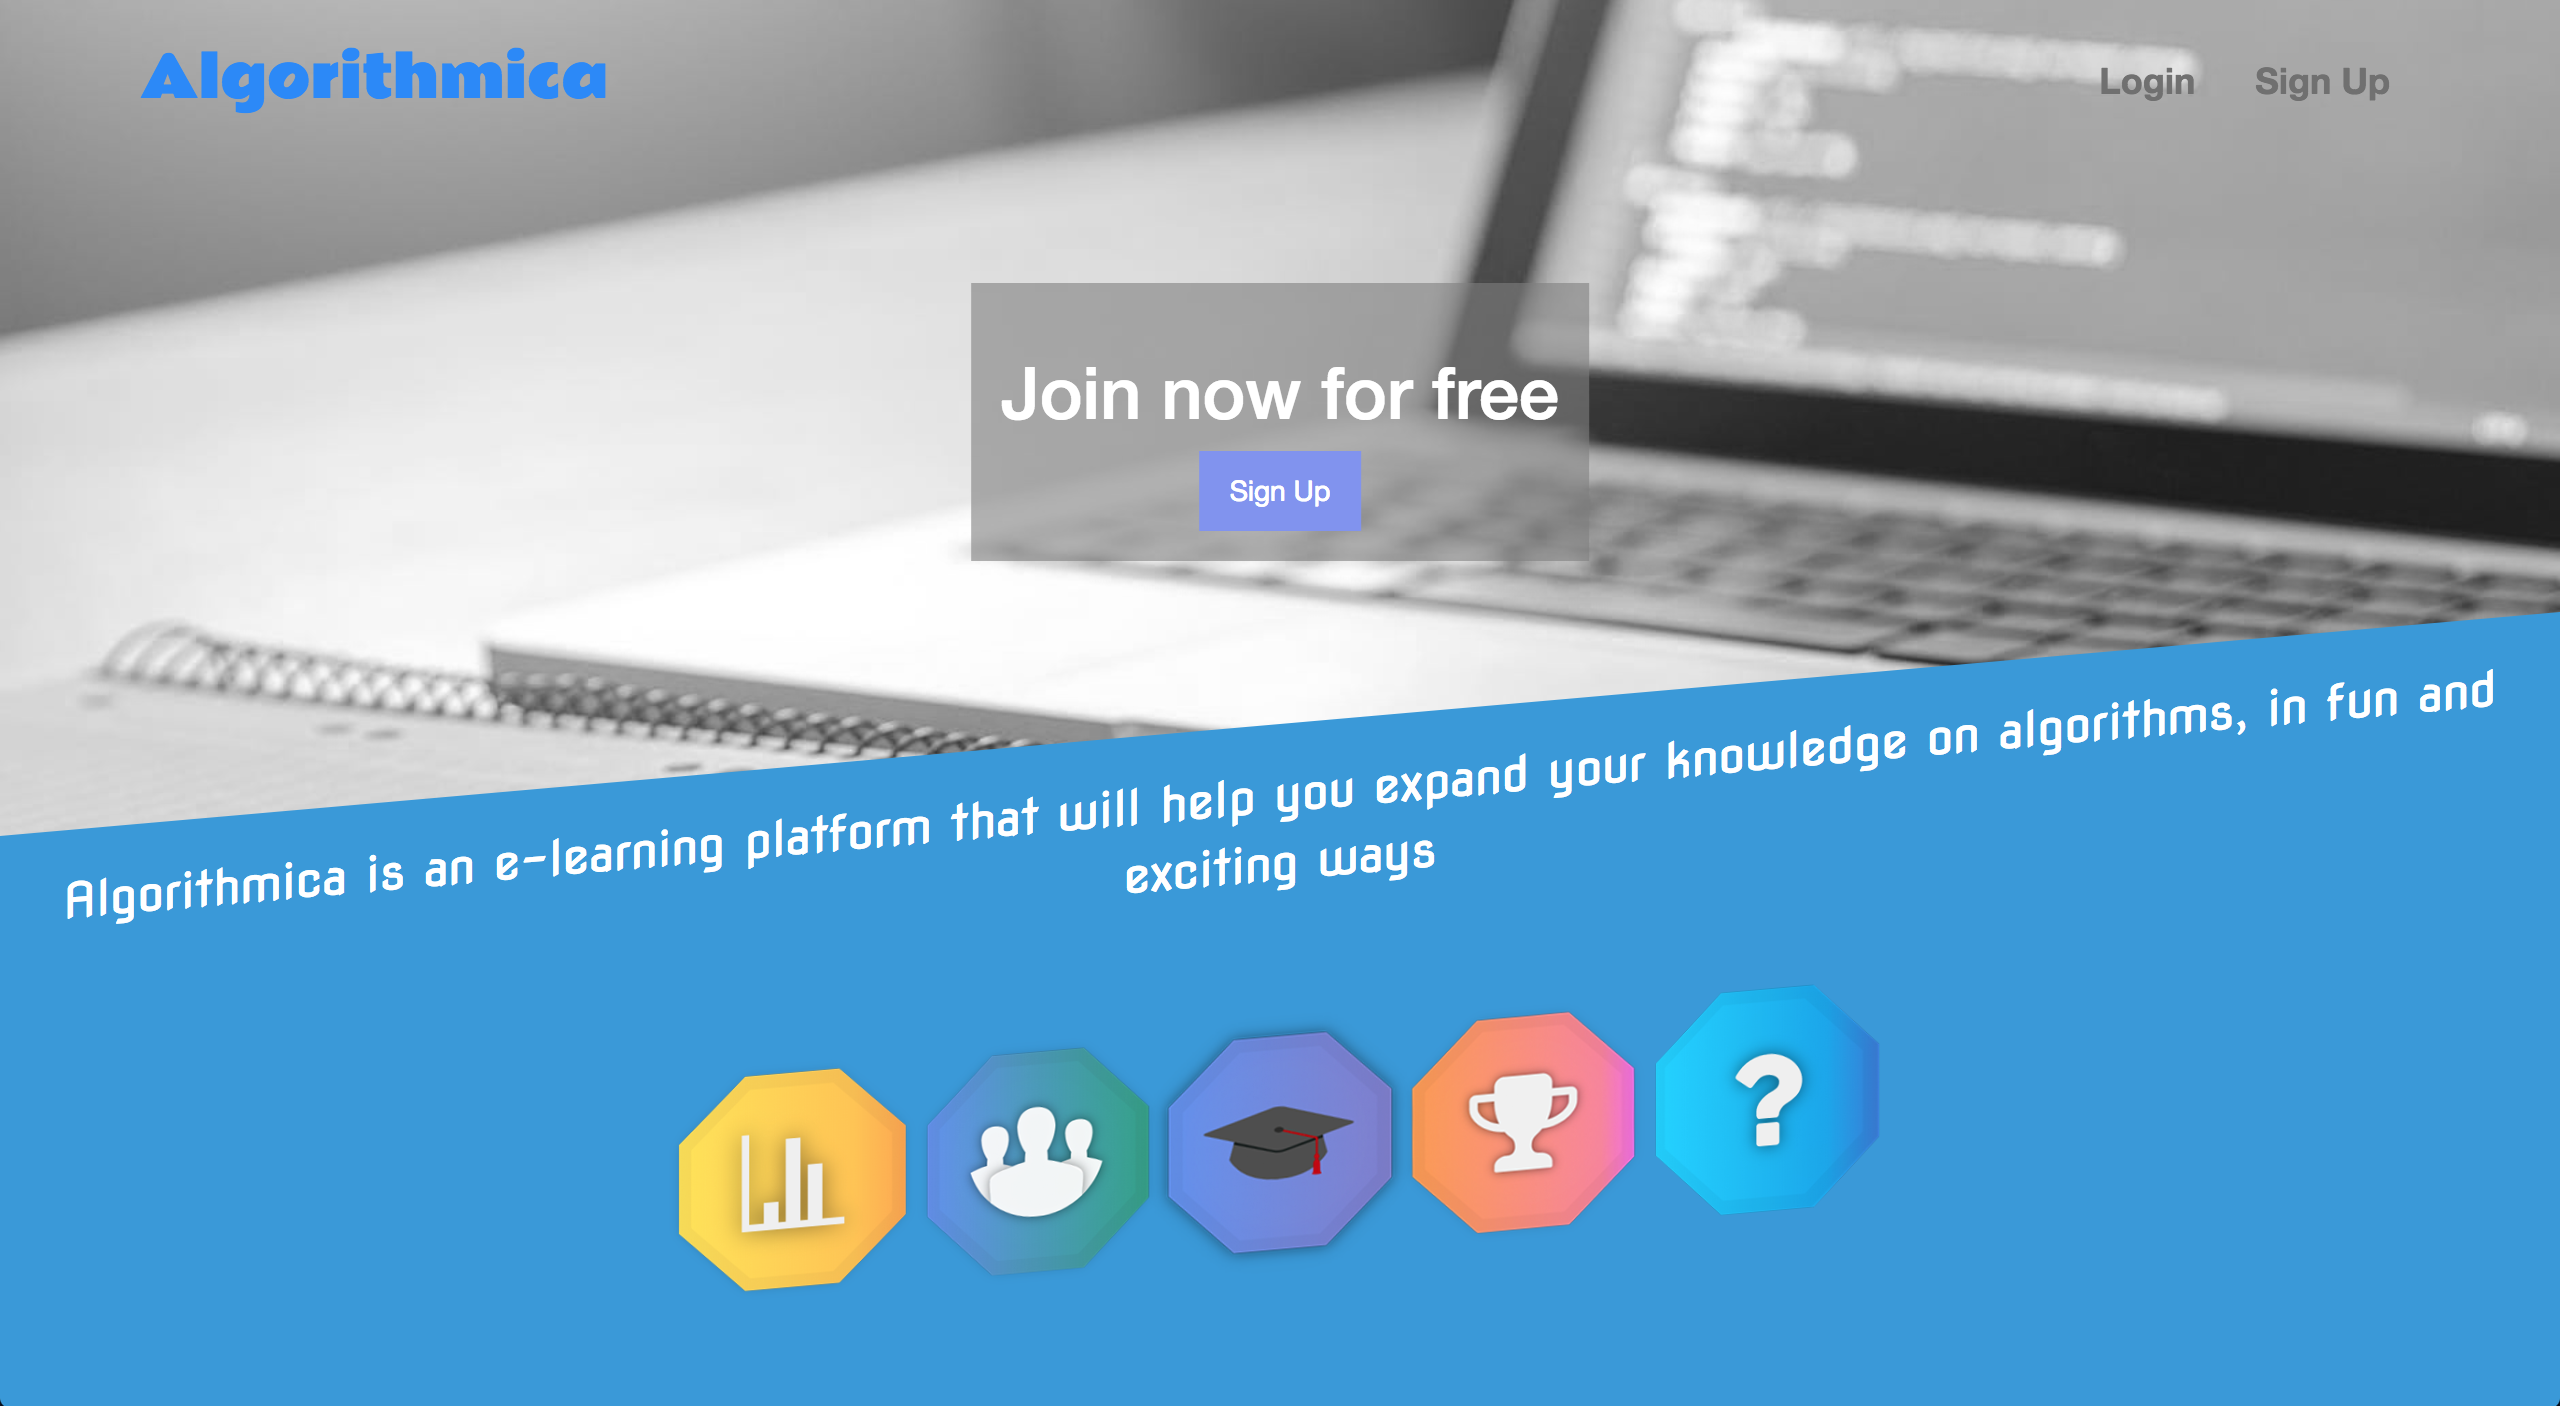 Algorithmica
Login
Sign Up
Join now for free
Sign Up
Algorithmica is an e-learning platform that will help you expand your knowledge on algorithms, in fun and
exciting ways
?